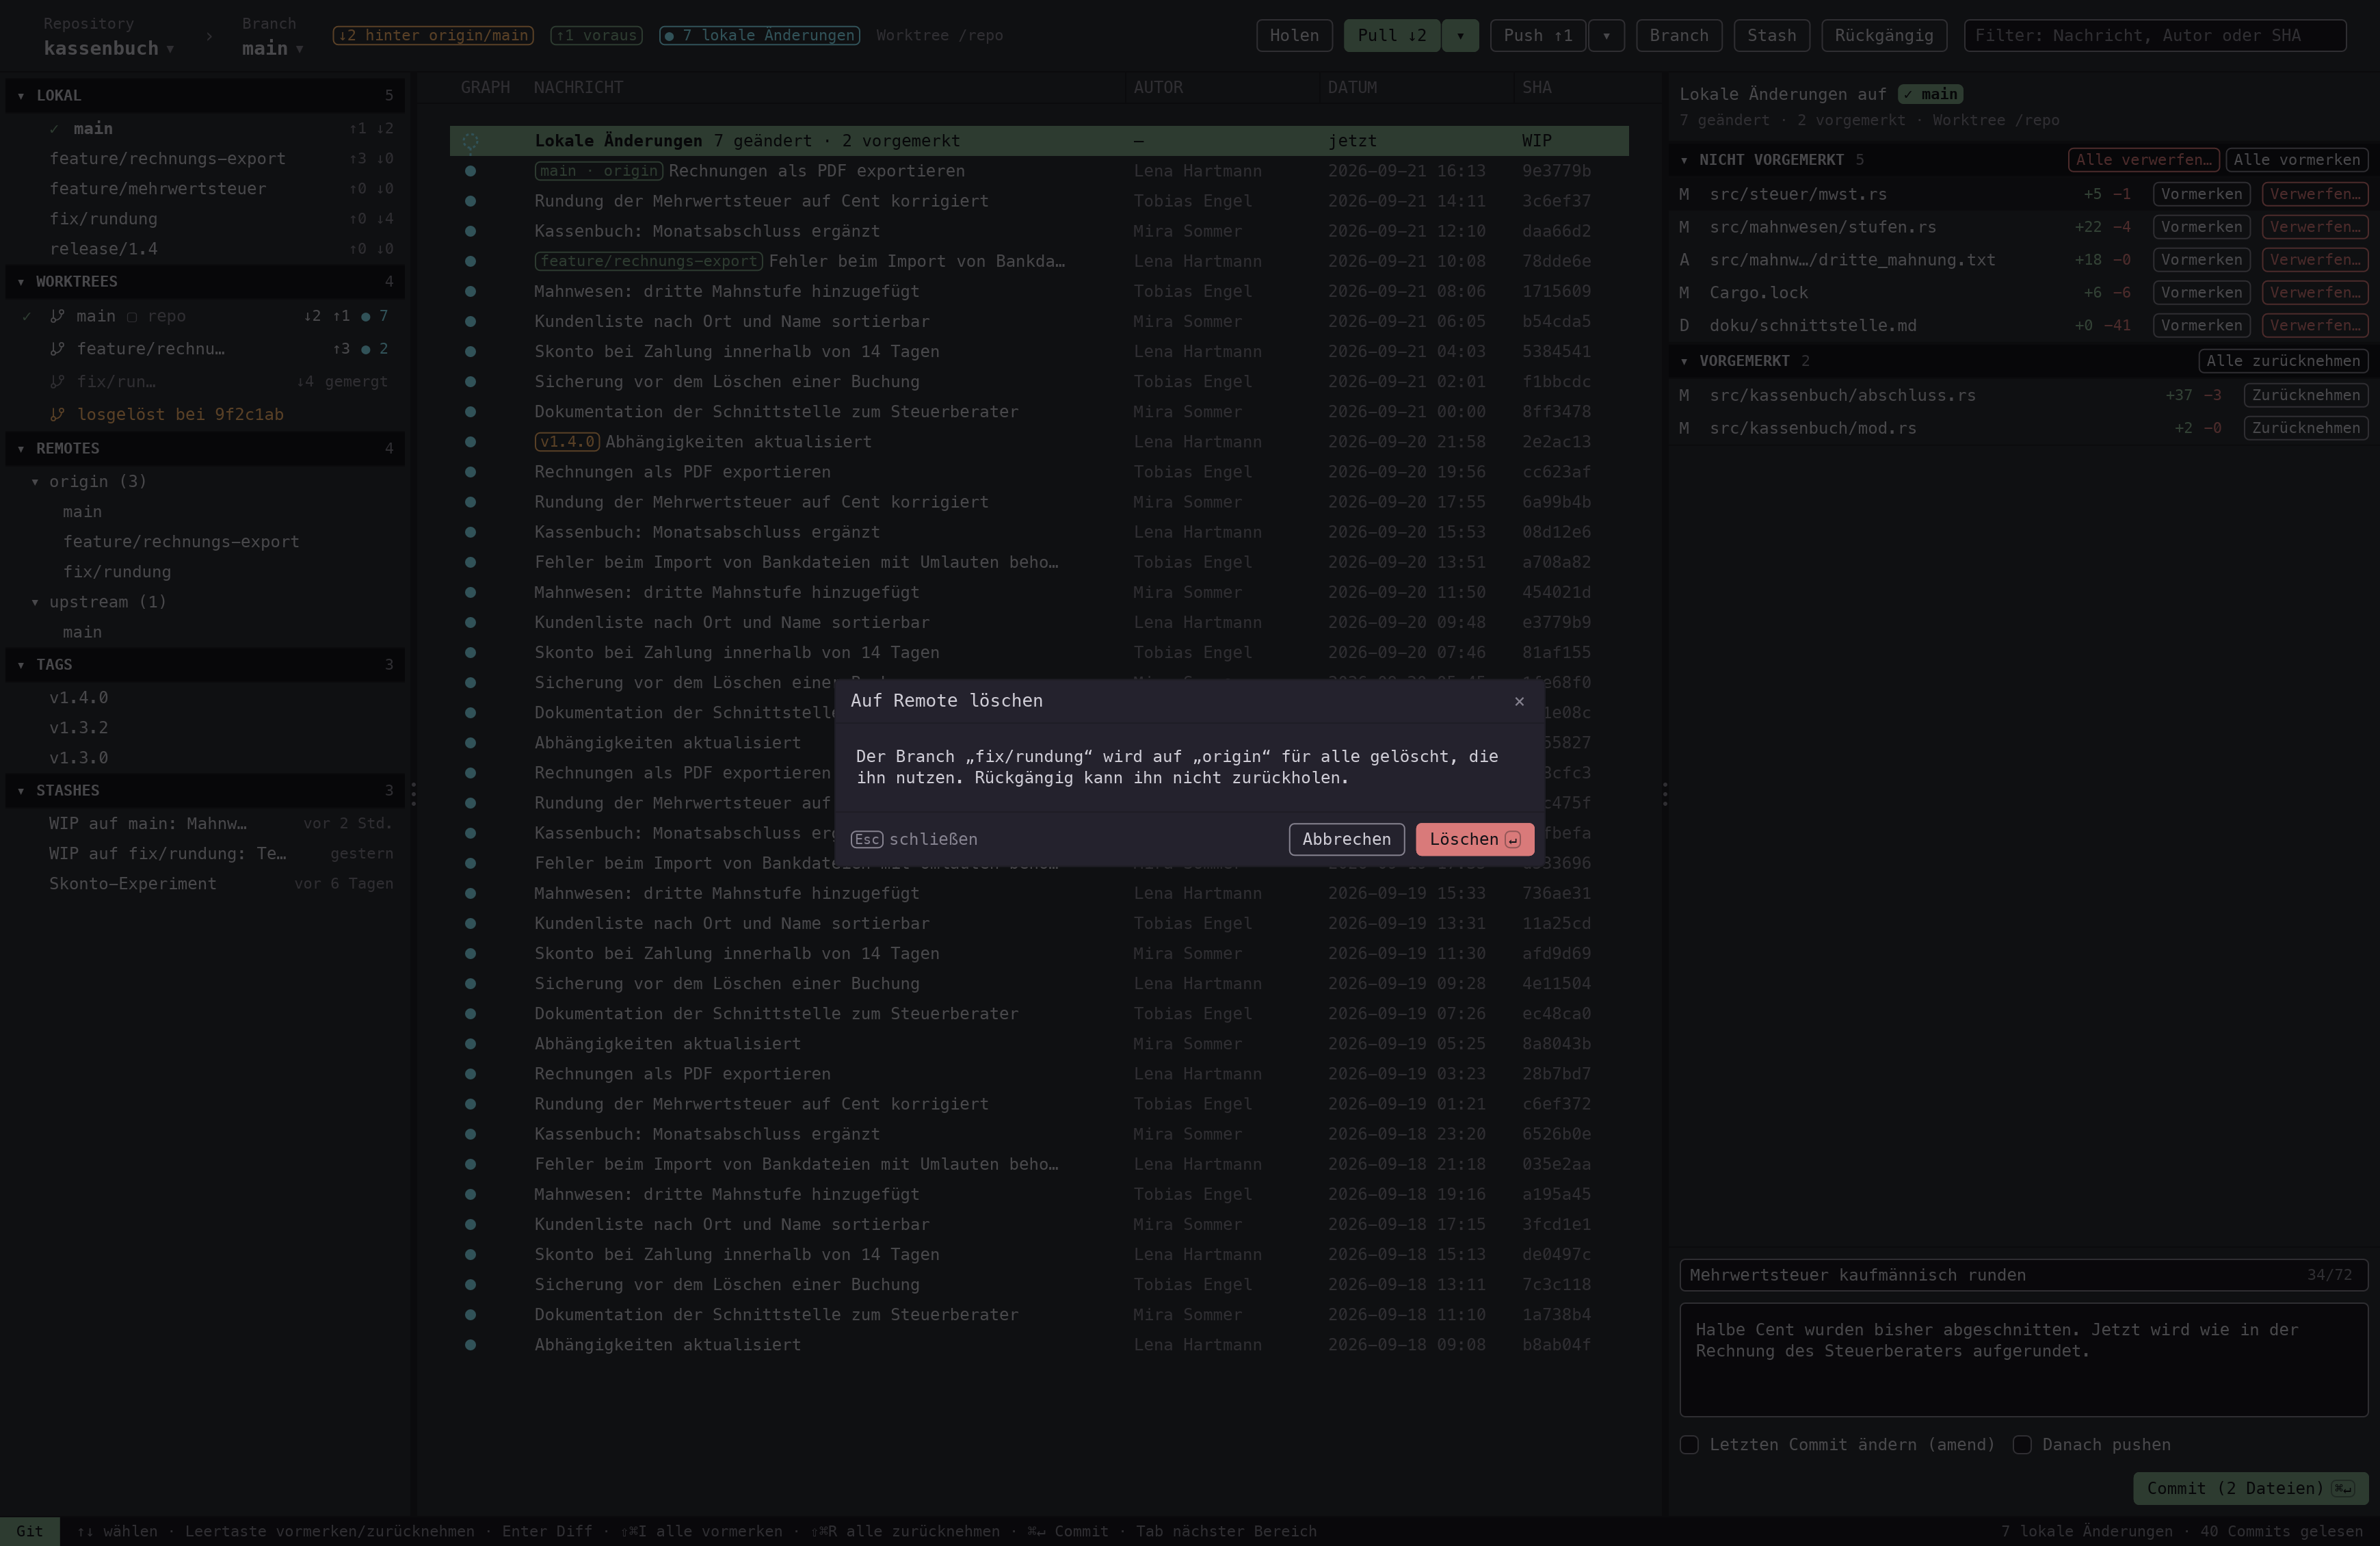 Repository
kassenbuch ▾
›
Branch
main ▾
↓2 hinter origin/main
↑1 voraus
● 7 lokale Änderungen
Worktree /repo
Holen
Pull ↓2 ▾
Push ↑1 ▾
Branch
Stash
Rückgängig
Filter: Nachricht, Autor oder SHA
▾ LOKAL 5
✓ main ↑1 ↓2
feature/rechnungs-export ↑3 ↓0
feature/mehrwertsteuer ↑0 ↓0
fix/rundung ↑0 ↓4
release/1.4 ↑0 ↓0
▾ WORKTREES 4
✓ main ▢ repo ↓2 ↑1 ● 7
feature/rechnu… ↑3 ● 2
fix/run… ↓4 gemergt
losgelöst bei 9f2c1ab
▾ REMOTES 4
▾ origin (3)
main
feature/rechnungs-export
fix/rundung
▾ upstream (1)
main
▾ TAGS 3
v1.4.0
v1.3.2
v1.3.0
▾ STASHES 3
WIP auf main: Mahnw… vor 2 Std.
WIP auf fix/rundung: Te… gestern
Skonto-Experiment vor 6 Tagen
GRAPH NACHRICHT AUTOR DATUM SHA
Lokale Änderungen 7 geändert · 2 vorgemerkt — jetzt WIP
main · origin Rechnungen als PDF exportieren Lena Hartmann 2026-09-21 16:13 9e3779b
Rundung der Mehrwertsteuer auf Cent korrigiert Tobias Engel 2026-09-21 14:11 3c6ef37
Kassenbuch: Monatsabschluss ergänzt Mira Sommer 2026-09-21 12:10 daa66d2
feature/rechnungs-export Fehler beim Import von Bankda… Lena Hartmann 2026-09-21 10:08 78dde6e
Mahnwesen: dritte Mahnstufe hinzugefügt Tobias Engel 2026-09-21 08:06 1715609
Kundenliste nach Ort und Name sortierbar Mira Sommer 2026-09-21 06:05 b54cda5
Skonto bei Zahlung innerhalb von 14 Tagen Lena Hartmann 2026-09-21 04:03 5384541
Sicherung vor dem Löschen einer Buchung Tobias Engel 2026-09-21 02:01 f1bbcdc
Dokumentation der Schnittstelle zum Steuerberater Mira Sommer 2026-09-21 00:00 8ff3478
v1.4.0 Abhängigkeiten aktualisiert Lena Hartmann 2026-09-20 21:58 2e2ac13
Rechnungen als PDF exportieren Tobias Engel 2026-09-20 19:56 cc623af
Rundung der Mehrwertsteuer auf Cent korrigiert Mira Sommer 2026-09-20 17:55 6a99b4b
Kassenbuch: Monatsabschluss ergänzt Lena Hartmann 2026-09-20 15:53 08d12e6
Fehler beim Import von Bankdateien mit Umlauten beho… Tobias Engel 2026-09-20 13:51 a708a82
Mahnwesen: dritte Mahnstufe hinzugefügt Mira Sommer 2026-09-20 11:50 454021d
Kundenliste nach Ort und Name sortierbar Lena Hartmann 2026-09-20 09:48 e3779b9
Skonto bei Zahlung innerhalb von 14 Tagen Tobias Engel 2026-09-20 07:46 81af155
Sicherung vor dem Löschen einer
Dokumentation der Schnittstelle
Abhängigkeiten aktualisiert
Rechnungen als PDF exportieren
Rundung der Mehrwertsteuer auf
Kassenbuch: Monatsabschluss
Fehler beim Import von
Mahnwesen: dritte Mahnstufe hinzugefügt Lena Hartmann 2026-09-19 15:33 736ae31
Kundenliste nach Ort und Name sortierbar Tobias Engel 2026-09-19 13:31 11a25cd
Skonto bei Zahlung innerhalb von 14 Tagen Mira Sommer 2026-09-19 11:30 afd9d69
Sicherung vor dem Löschen einer Buchung Lena Hartmann 2026-09-19 09:28 4e11504
Dokumentation der Schnittstelle zum Steuerberater Tobias Engel 2026-09-19 07:26 ec48ca0
Abhängigkeiten aktualisiert Mira Sommer 2026-09-19 05:25 8a8043b
Rechnungen als PDF exportieren Lena Hartmann 2026-09-19 03:23 28b7bd7
Rundung der Mehrwertsteuer auf Cent korrigiert Tobias Engel 2026-09-19 01:21 c6ef372
Kassenbuch: Monatsabschluss ergänzt Mira Sommer 2026-09-18 23:20 6526b0e
Fehler beim Import von Bankdateien mit Umlauten beho… Lena Hartmann 2026-09-18 21:18 035e2aa
Mahnwesen: dritte Mahnstufe hinzugefügt Tobias Engel 2026-09-18 19:16 a195a45
Kundenliste nach Ort und Name sortierbar Mira Sommer 2026-09-18 17:15 3fcd1e1
Skonto bei Zahlung innerhalb von 14 Tagen Lena Hartmann 2026-09-18 15:13 de0497c
Sicherung vor dem Löschen einer Buchung Tobias Engel 2026-09-18 13:11 7c3c118
Dokumentation der Schnittstelle zum Steuerberater Mira Sommer 2026-09-18 11:10 1a738b4
Abhängigkeiten aktualisiert Lena Hartmann 2026-09-18 09:08 b8ab04f
Auf Remote löschen ×
Der Branch „fix/rundung“ wird auf „origin“ für alle gelöscht, die
ihn nutzen. Rückgängig kann ihn nicht zurückholen.
Esc schließen
Abbrechen
Löschen ↵
Lokale Änderungen auf ✓ main
7 geändert · 2 vorgemerkt · Worktree /repo
▾ NICHT VORGEMERKT 5 Alle verwerfen… Alle vormerken
M src/steuer/mwst.rs +5 −1 Vormerken Verwerfen…
M src/mahnwesen/stufen.rs +22 −4 Vormerken Verwerfen…
A src/mahnw…/dritte_mahnung.txt +18 −0 Vormerken Verwerfen…
M Cargo.lock +6 −6 Vormerken Verwerfen…
D doku/schnittstelle.md +0 −41 Vormerken Verwerfen…
▾ VORGEMERKT 2 Alle zurücknehmen
M src/kassenbuch/abschluss.rs +37 −3 Zurücknehmen
M src/kassenbuch/mod.rs +2 −0 Zurücknehmen
Mehrwertsteuer kaufmännisch runden 34/72
Halbe Cent wurden bisher abgeschnitten. Jetzt wird wie in der
Rechnung des Steuerberaters aufgerundet.
Letzten Commit ändern (amend)
Danach pushen
Commit (2 Dateien) ⌘↵
Git ↑↓ wählen · Leertaste vormerken/zurücknehmen · Enter Diff · ⇧⌘I alle vormerken · ⇧⌘R alle zurücknehmen · ⌘↵ Commit · Tab nächster Bereich
7 lokale Änderungen · 40 Commits gelesen